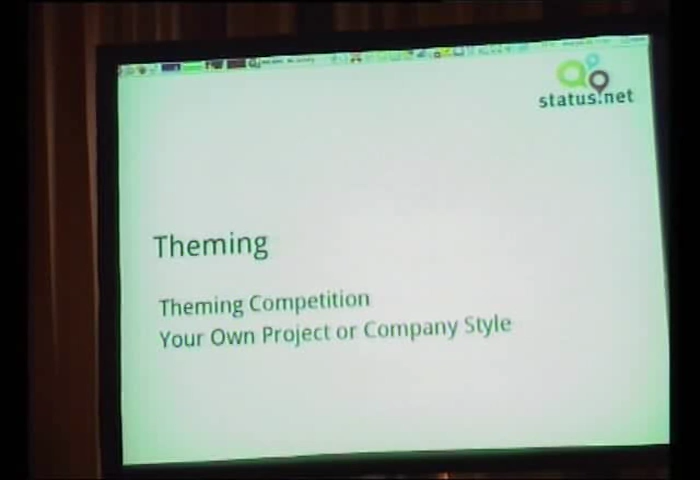 status.net
Theming
Theming Competition
Your Own Project or Company Style